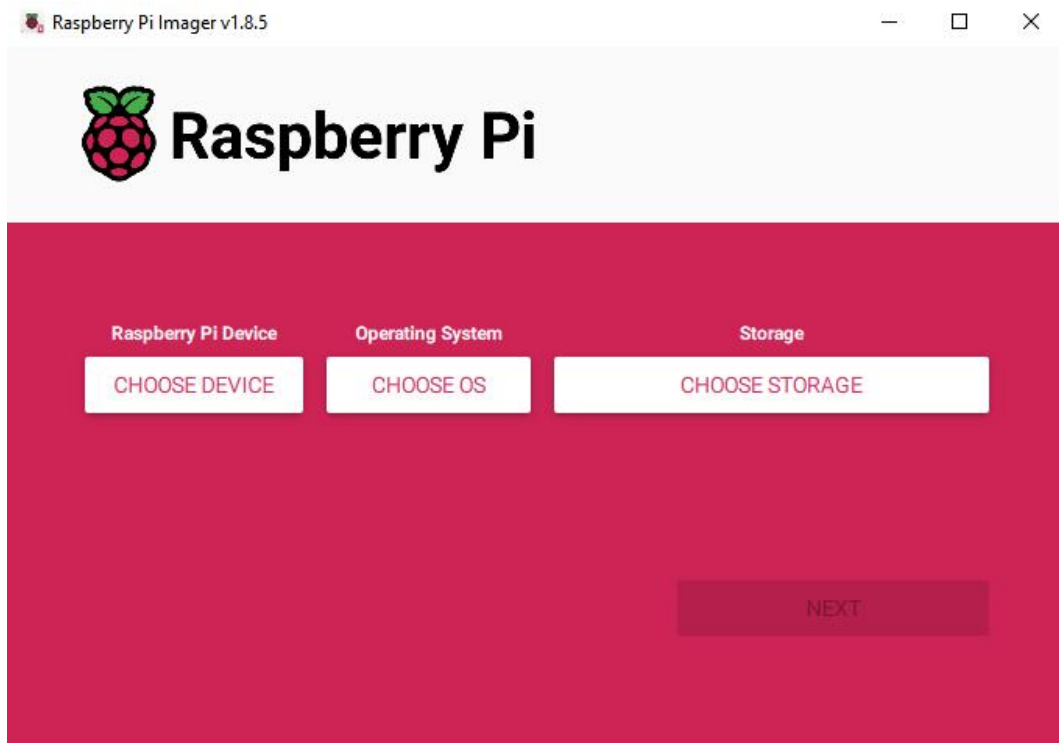 Raspberry Pi Imager v1.8.5
Raspberry Pi
Raspberry Pi Device
Operating System
Storage
CHOOSE DEVICE
CHOOSE OS
CHOOSE STORAGE
NEXT